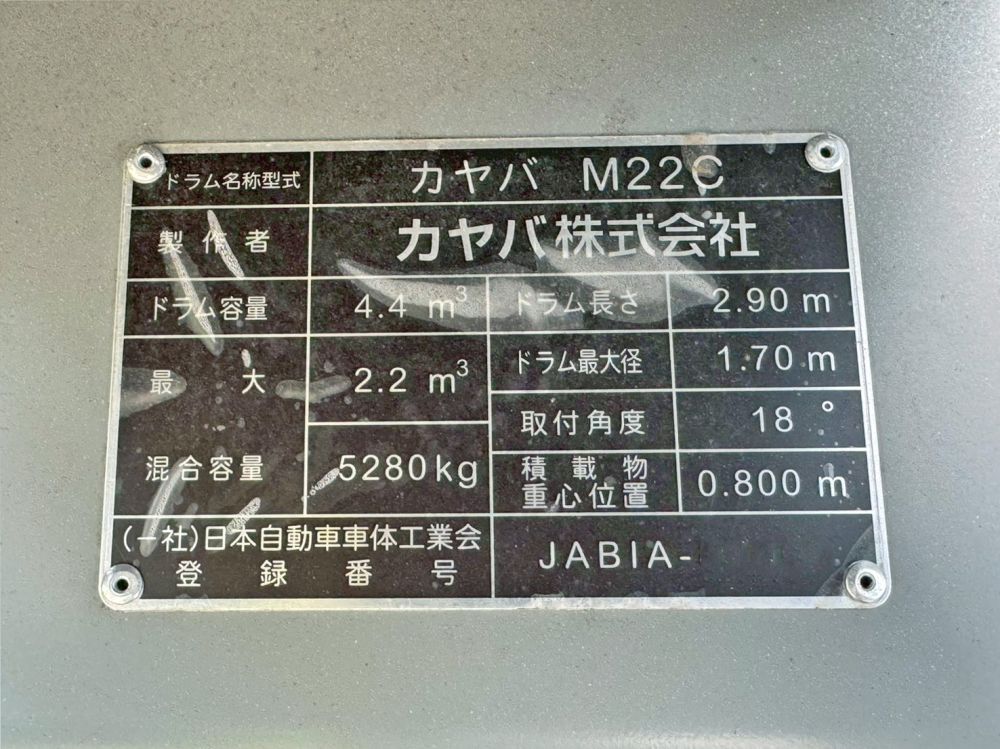 ドラム名称型式 カヤバ M22C
製作者 カヤバ株式会社
ドラム容量 4.4 m³ ドラム長さ 2.90 m
最大 2.2 m³ ドラム最大径 1.70 m
取付角度 18°
混合容量 5280kg 積載物 0.800 m
重心位置
(一社)日本自動車車体工業会 JABIA-
登録番号